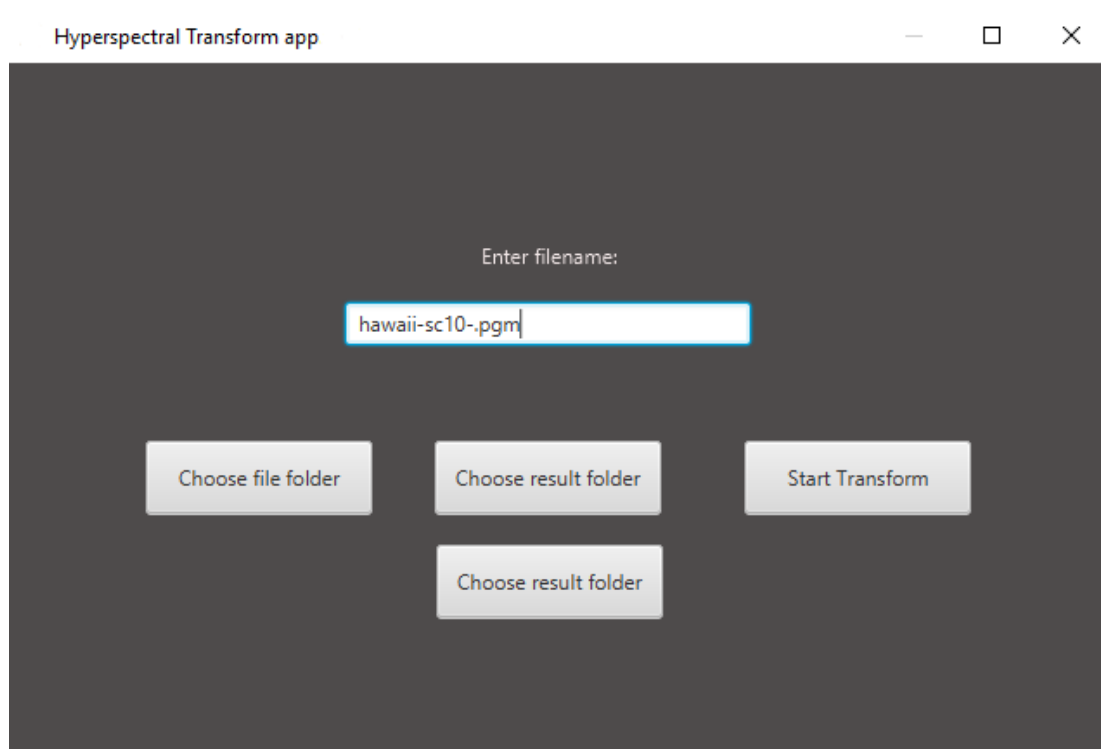 Hyperspectral Transform app
Enter filename:
hawaii-sc10-.pgm
Choose file folder
Choose result folder
Start Transform
Choose result folder